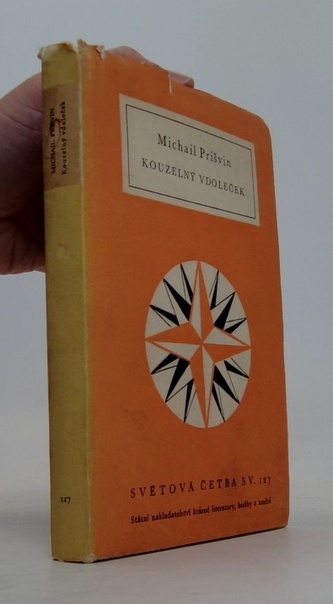 MICHAIL PRIŠVIN
Kouzelný vdoleček
127
Michail Prišvin
KOUZELNÝ VDOLEČEK
SVĚTOVÁ ČETBA SV. 127
Státní nakladatelství krásné literatury, hudby a umění